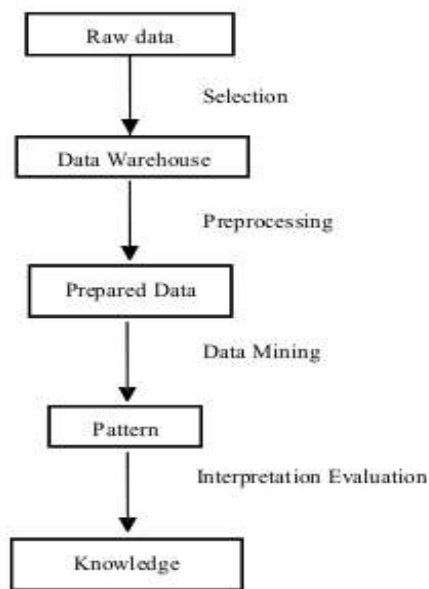 Raw data
Selection
Data Warehouse
Preprocessing
Prepared Data
Data Mining
Pattern
Interpretation Evaluation
Knowledge